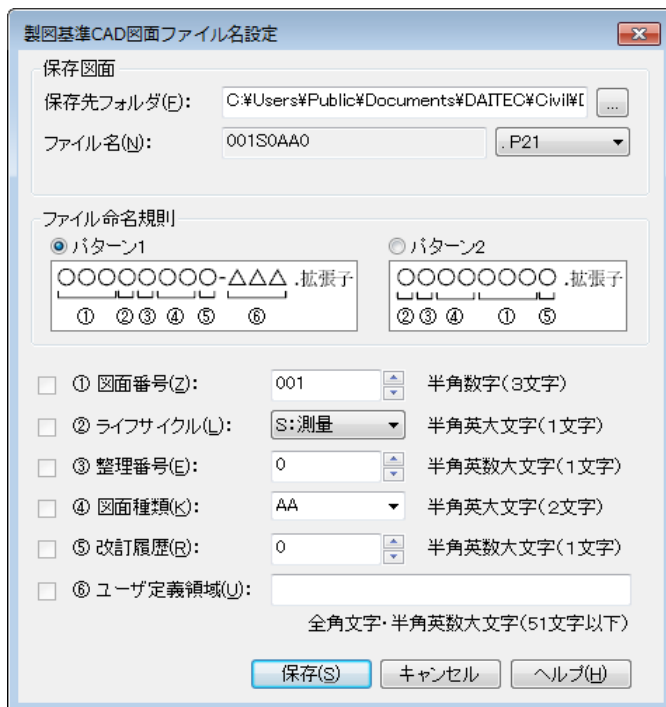 製図基準CAD図面ファイル名設定
保存図面
保存先フォルダ(F): C:¥Users¥Public¥Documents¥DAITEC¥Civil¥D ...
ファイル名(N): 001S0AA0 .P21
ファイル命名規則
パターン1 パターン2
○○○○○○○○-△△△.拡張子 ○○○○○○○○.拡張子
① ② ③ ④ ⑤ ⑥ ② ③ ④ ① ⑤
① 図面番号(Z): 001 半角数字(3文字)
② ライフサイクル(L): S:測量 半角英大文字(1文字)
③ 整理番号(E): 0 半角英数大文字(1文字)
④ 図面種類(K): AA 半角英大文字(2文字)
⑤ 改訂履歴(R): 0 半角英数大文字(1文字)
⑥ ユーザ定義領域(U):
全角文字・半角英数大文字(51文字以下)
保存(S) キャンセル ヘルプ(H)